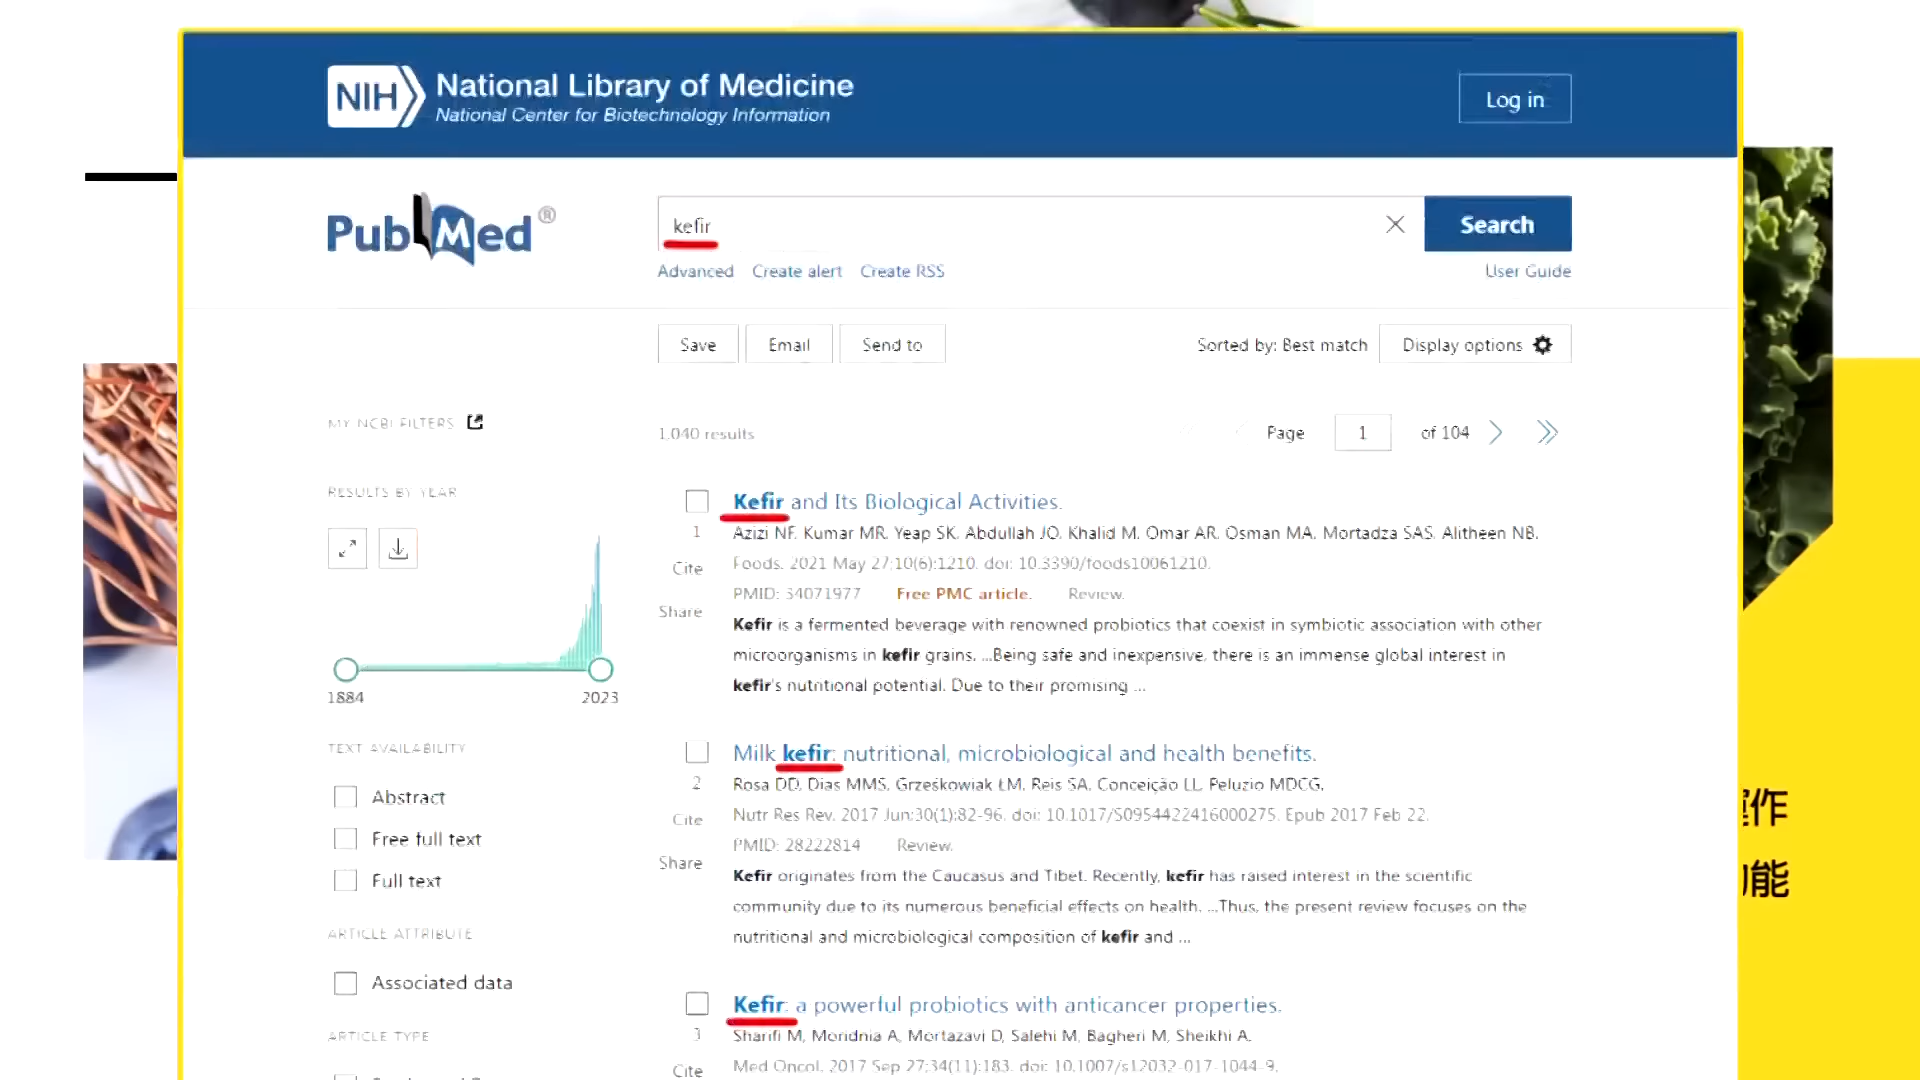 NIH National Library of Medicine
National Center for Biotechnology Information
Log in
PubMed®
kefir
Search
Advanced Create alert Create RSS
User Guide
Save Email Send to
Sorted by: Best match Display options
MY NCBI FILTERS
1,040 results
Page 1 of 104
RESULTS BY YEAR
1884 2023
TEXT AVAILABILITY
Abstract
Free full text
Full text
ARTICLE ATTRIBUTE
Associated data
ARTICLE TYPE
Kefir and Its Biological Activities.
1
Azizi NF, Kumar MR, Yeap SK, Abdullah JO, Khalid M, Omar AR, Osman MA, Mortadza SAS, Alitheen NB.
Cite
Foods. 2021 May 27;10(6):1210. doi: 10.3390/foods10061210.
PMID: 34071977 Free PMC article. Review.
Share
Kefir is a fermented beverage with renowned probiotics that coexist in symbiotic association with other
microorganisms in kefir grains. ...Being safe and inexpensive, there is an immense global interest in
kefir's nutritional potential. Due to their promising ...
Milk kefir: nutritional, microbiological and health benefits.
2
Rosa DD, Dias MMS, Grześkowiak ŁM, Reis SA, Conceição LL, Peluzio MDCG.
Cite
Nutr Res Rev. 2017 Jun;30(1):82-96. doi: 10.1017/S0954422416000275. Epub 2017 Feb 22.
PMID: 28222814 Review.
Share
Kefir originates from the Caucasus and Tibet. Recently, kefir has raised interest in the scientific
community due to its numerous beneficial effects on health. ...Thus, the present review focuses on the
nutritional and microbiological composition of kefir and ...
Kefir: a powerful probiotics with anticancer properties.
3
Sharifi M, Moridnia A, Mortazavi D, Salehi M, Bagheri M, Sheikhi A.
Cite
Med Oncol. 2017 Sep 27;34(11):183. doi: 10.1007/s12032-017-1044-9.
作
能